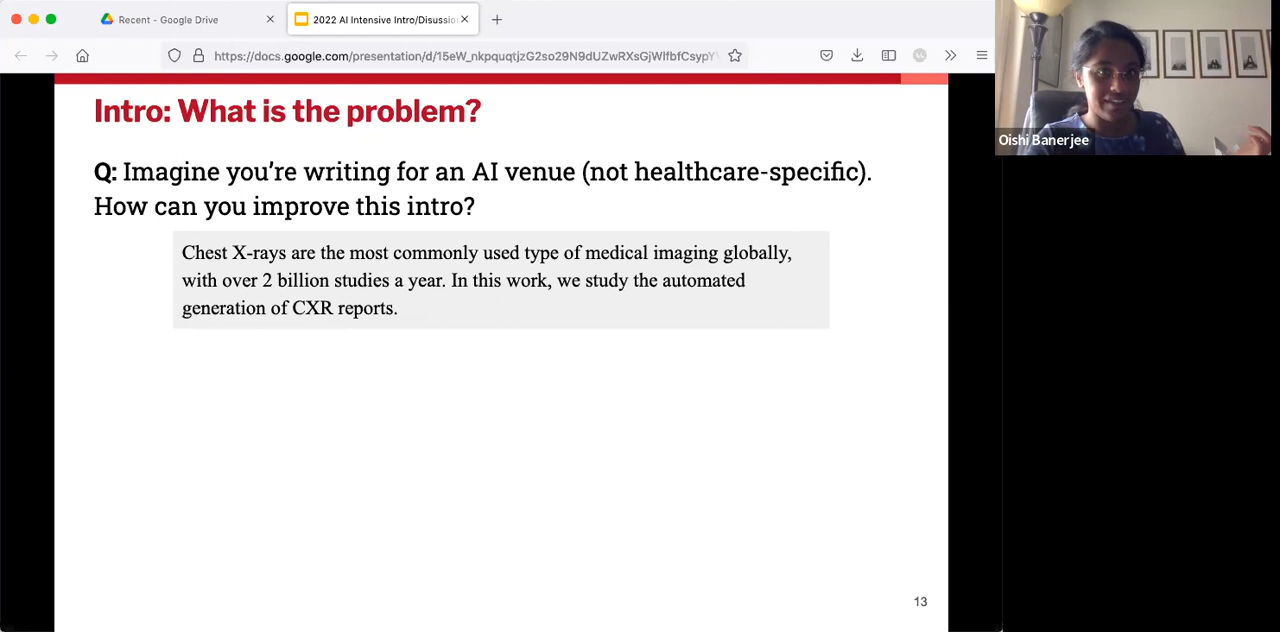 Recent - Google Drive
2022 AI Intensive Intro/Disussio
https://docs.google.com/presentation/d/15eW_nkpquqtjzG2so29N9dUZwRXsGjWlfbfCsypY
Intro: What is the problem?
Q: Imagine you're writing for an AI venue (not healthcare-specific).
How can you improve this intro?
Chest X-rays are the most commonly used type of medical imaging globally,
with over 2 billion studies a year. In this work, we study the automated
generation of CXR reports.
13
Oishi Banerjee